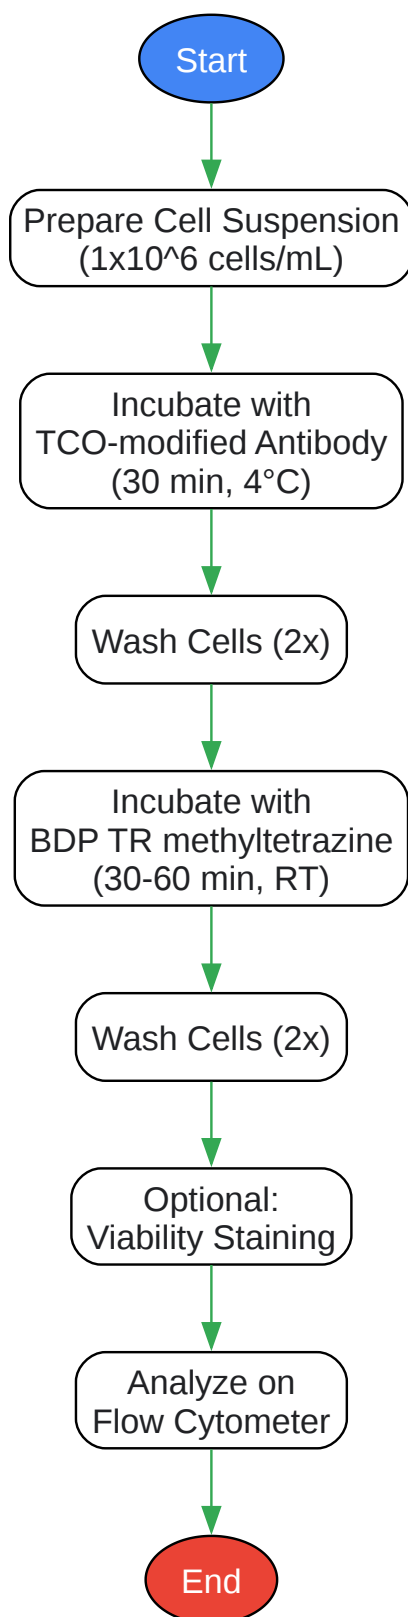 Start
Prepare Cell Suspension
(1x10^6 cells/mL)
Incubate with
TCO-modified Antibody
(30 min, 4°C)
Wash Cells (2x)
Incubate with
BDP TR methyltetrazine
(30-60 min, RT)
Wash Cells (2x)
Optional:
Viability Staining
Analyze on
Flow Cytometer
End